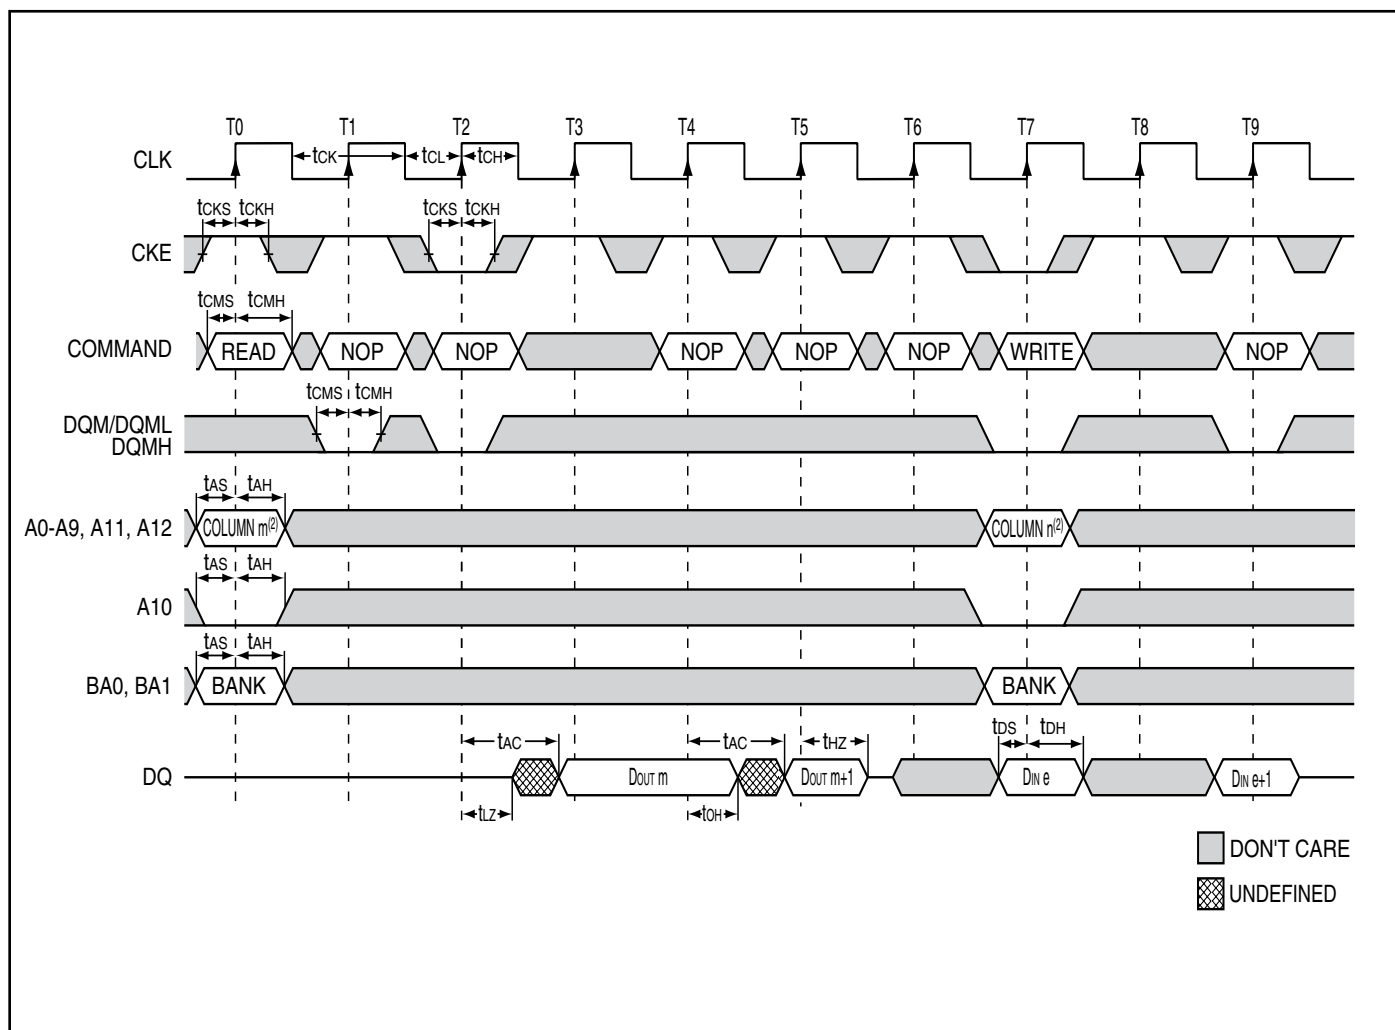 T0 T1 T2 T3 T4 T5 T6 T7 T8 T9
CLK tCK tCL tCH
tCKS tCKH tCKS tCKH
CKE
tCMS tCMH
COMMAND READ NOP NOP NOP NOP NOP WRITE NOP
tCMS tCMH
DQM/DQML
DQMH
tAS tAH
A0-A9, A11, A12 COLUMN m(2) COLUMN n(2)
tAS tAH
A10
tAS tAH
BA0, BA1 BANK BANK
tAC tAC tHZ tDS tDH
DQ DOUT m DOUT m+1 DIN e DIN e+1
tLZ tOH
DON'T CARE
UNDEFINED